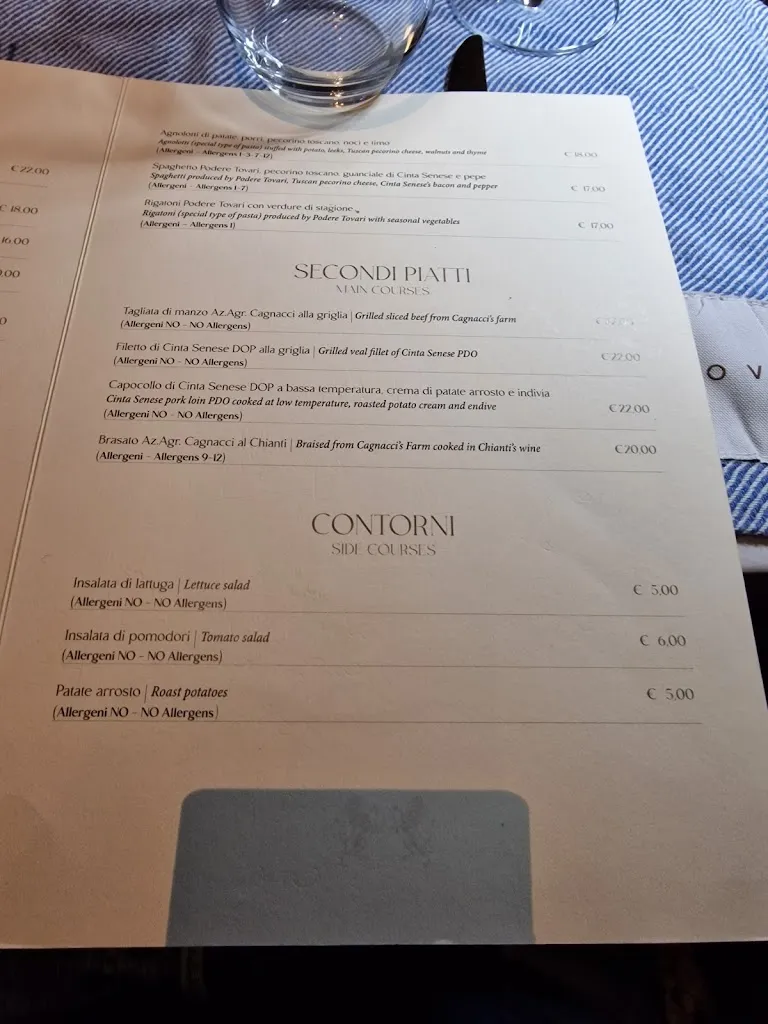 €22.00
€ 18.00
16.00
Agnoloni di patate, porri, pecorino toscano, noci e timo
Agnolotti (special type of pasta) stuffed with potato, leeks, Tuscan pecorino cheese, walnuts and thyme
(Allergeni - Allergens 1-3-7-12) € 18.00
Spaghetto Podere Tovari, pecorino toscano, guanciale di Cinta Senese e pepe
Spaghetti produced by Podere Tovari, Tuscan pecorino cheese, Cinta Senese's bacon and pepper
(Allergeni - Allergens 1-7) € 17.00
Rigatoni Podere Tovari con verdure di stagione
Rigatoni (special type of pasta) produced by Podere Tovari with seasonal vegetables
(Allergeni - Allergens 1) € 17.00
SECONDI PIATTI
MAIN COURSES
Tagliata di manzo Az.Agr. Cagnacci alla griglia | Grilled sliced beef from Cagnacci's farm
(Allergeni NO - NO Allergens)
Filetto di Cinta Senese DOP alla griglia | Grilled veal fillet of Cinta Senese PDO €22.00
(Allergeni NO - NO Allergens)
Capocollo di Cinta Senese DOP a bassa temperatura, crema di patate arrosto e indivia
Cinta Senese pork loin PDO cooked at low temperature, roasted potato cream and endive €22.00
(Allergeni NO - NO Allergens)
Brasato Az.Agr. Cagnacci al Chianti | Braised from Cagnacci's Farm cooked in Chianti's wine €20.00
(Allergeni - Allergens 9-12)
CONTORNI
SIDE COURSES
Insalata di lattuga | Lettuce salad € 5.00
(Allergeni NO - NO Allergens)
Insalata di pomodori | Tomato salad € 6.00
(Allergeni NO - NO Allergens)
Patate arrosto | Roast potatoes € 5.00
(Allergeni NO - NO Allergens)
OV